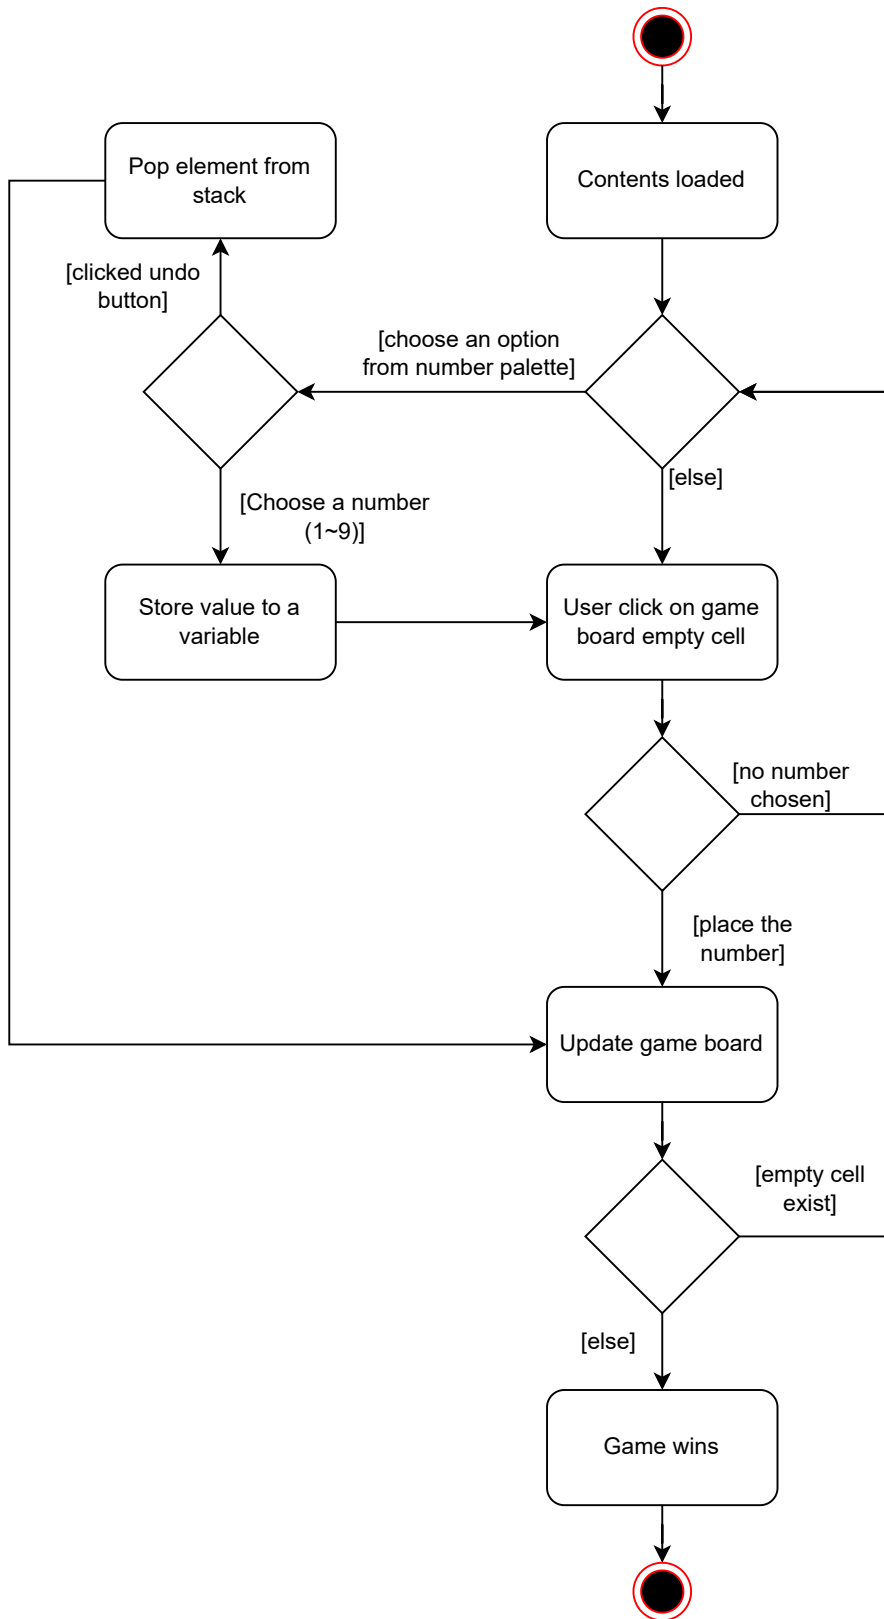 Pop element from
stack
Contents loaded
[clicked undo
button]
[choose an option
from number palette]
[else]
[Choose a number
(1~9)]
Store value to a
variable
User click on game
board empty cell
[no number
chosen]
[place the
number]
Update game board
[empty cell
exist]
[else]
Game wins